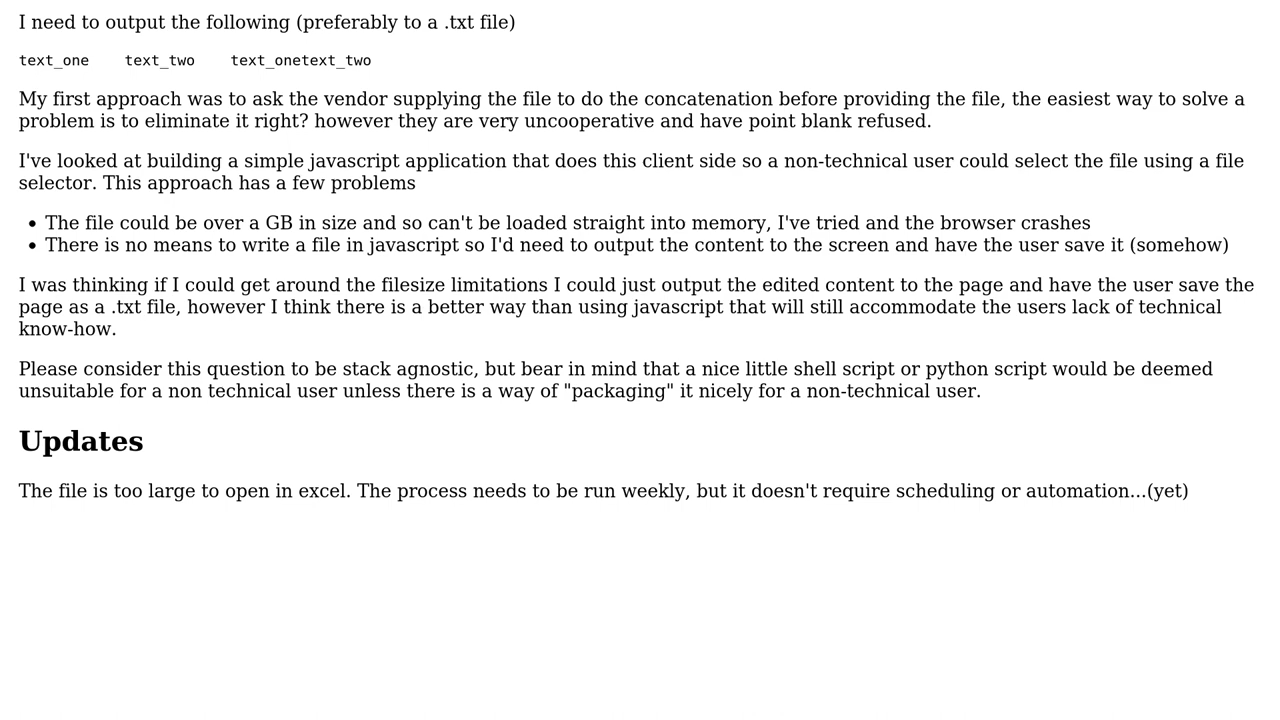 I need to output the following (preferably to a .txt file)
text_one    text_two    text_onetext_two
My first approach was to ask the vendor supplying the file to do the concatenation before providing the file, the easiest way to solve a
problem is to eliminate it right? however they are very uncooperative and have point blank refused.
I've looked at building a simple javascript application that does this client side so a non-technical user could select the file using a file
selector. This approach has a few problems
• The file could be over a GB in size and so can't be loaded straight into memory, I've tried and the browser crashes
• There is no means to write a file in javascript so I'd need to output the content to the screen and have the user save it (somehow)
I was thinking if I could get around the filesize limitations I could just output the edited content to the page and have the user save the
page as a .txt file, however I think there is a better way than using javascript that will still accommodate the users lack of technical
know-how.
Please consider this question to be stack agnostic, but bear in mind that a nice little shell script or python script would be deemed
unsuitable for a non technical user unless there is a way of "packaging" it nicely for a non-technical user.
Updates
The file is too large to open in excel. The process needs to be run weekly, but it doesn't require scheduling or automation...(yet)